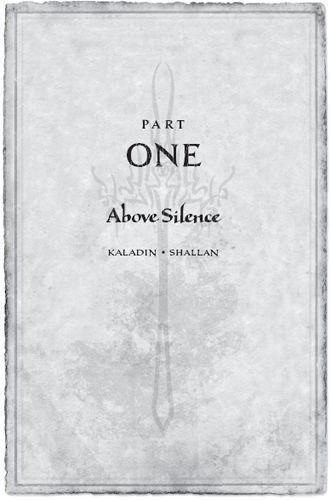 PART
ONE
Above Silence
KALADIN • SHALLAN